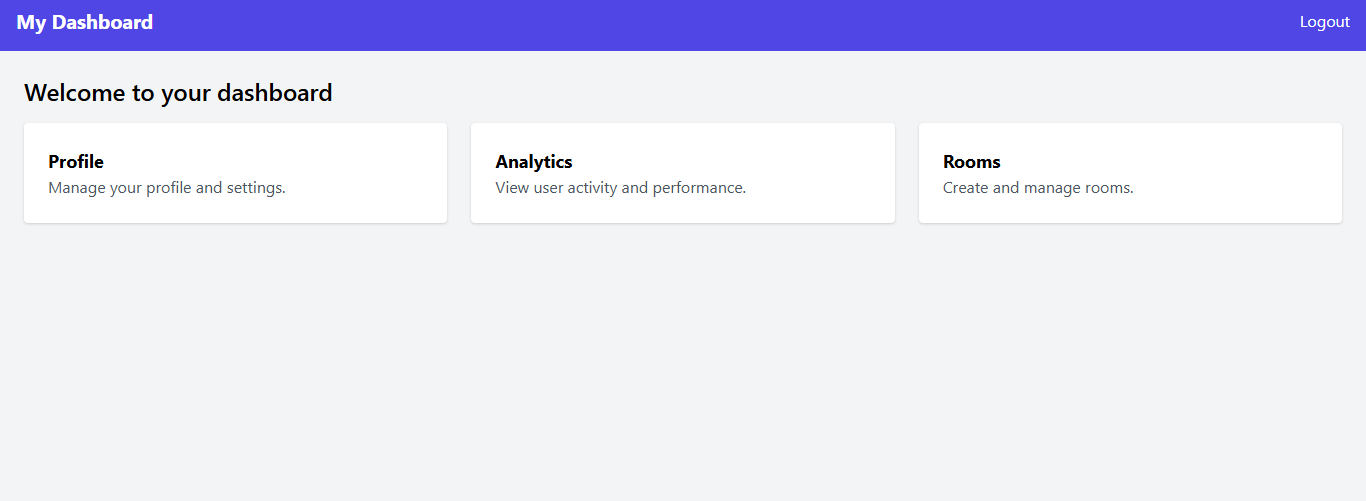 My Dashboard
Logout
Welcome to your dashboard
Profile
Manage your profile and settings.
Analytics
View user activity and performance.
Rooms
Create and manage rooms.